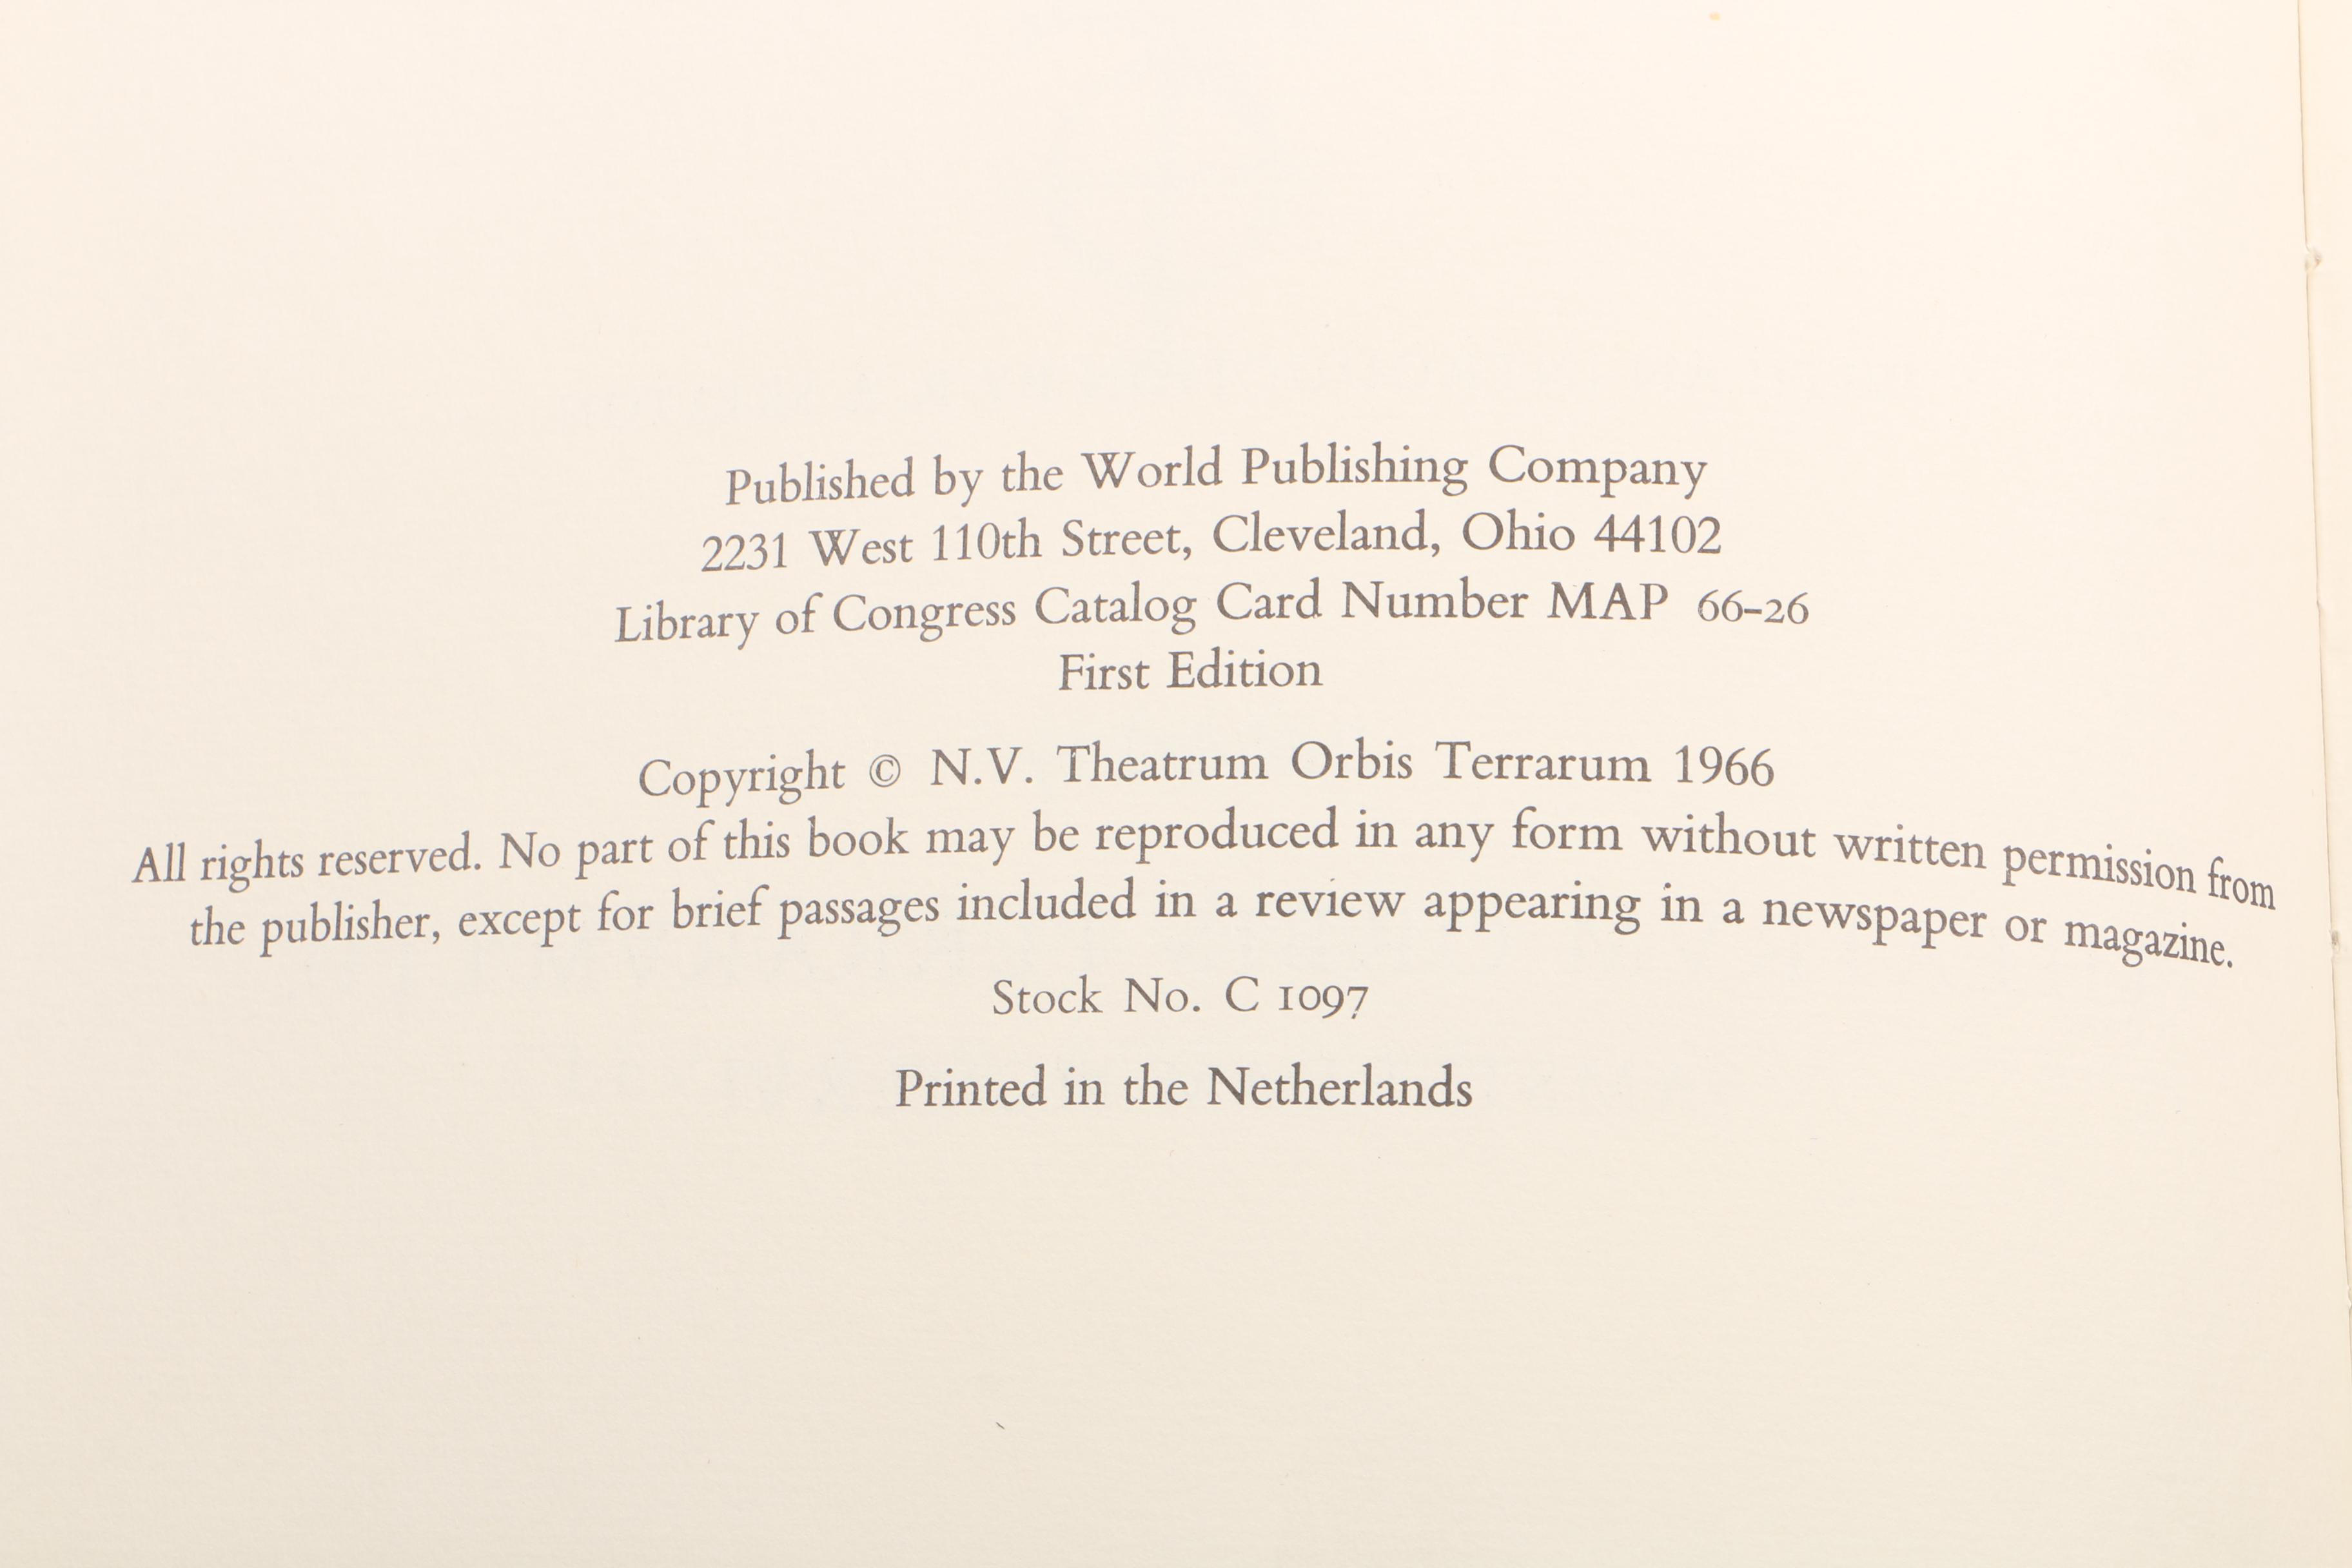 Published by the World Publishing Company
2231 West 110th Street, Cleveland, Ohio 44102
Library of Congress Catalog Card Number MAP 66-26
First Edition
Copyright © N.V. Theatrum Orbis Terrarum 1966
All rights reserved. No part of this book may be reproduced in any form without written permission from
the publisher, except for brief passages included in a review appearing in a newspaper or magazine.
Stock No. C 1097
Printed in the Netherlands